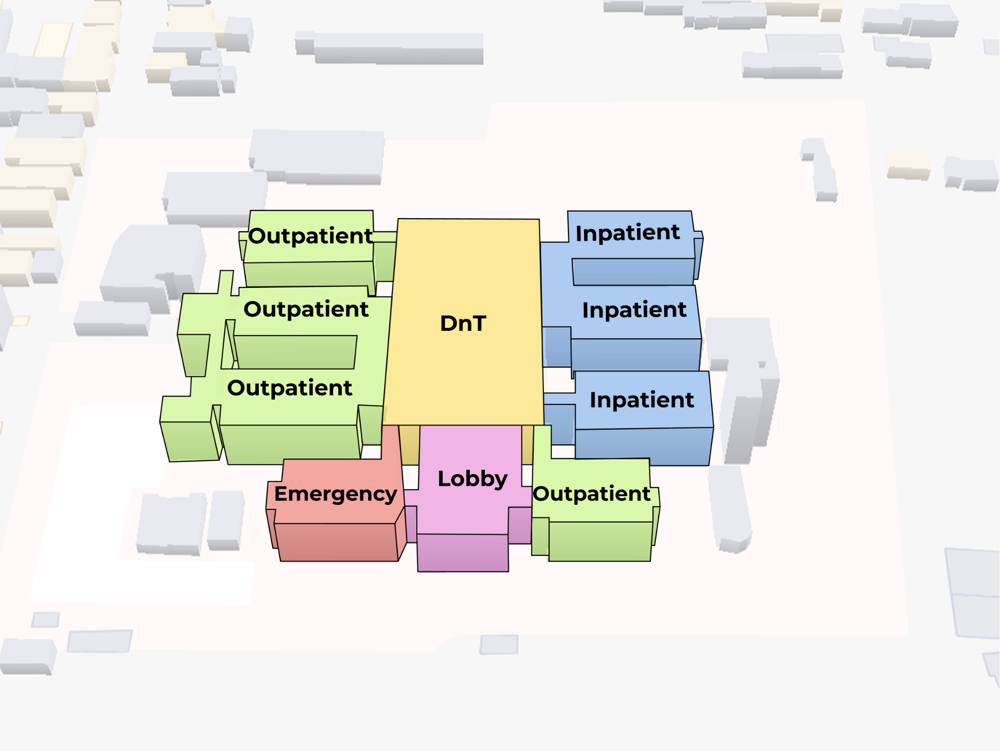 Outpatient
Inpatient
Outpatient
Inpatient
DnT
Outpatient
Inpatient
Emergency
Lobby
Outpatient